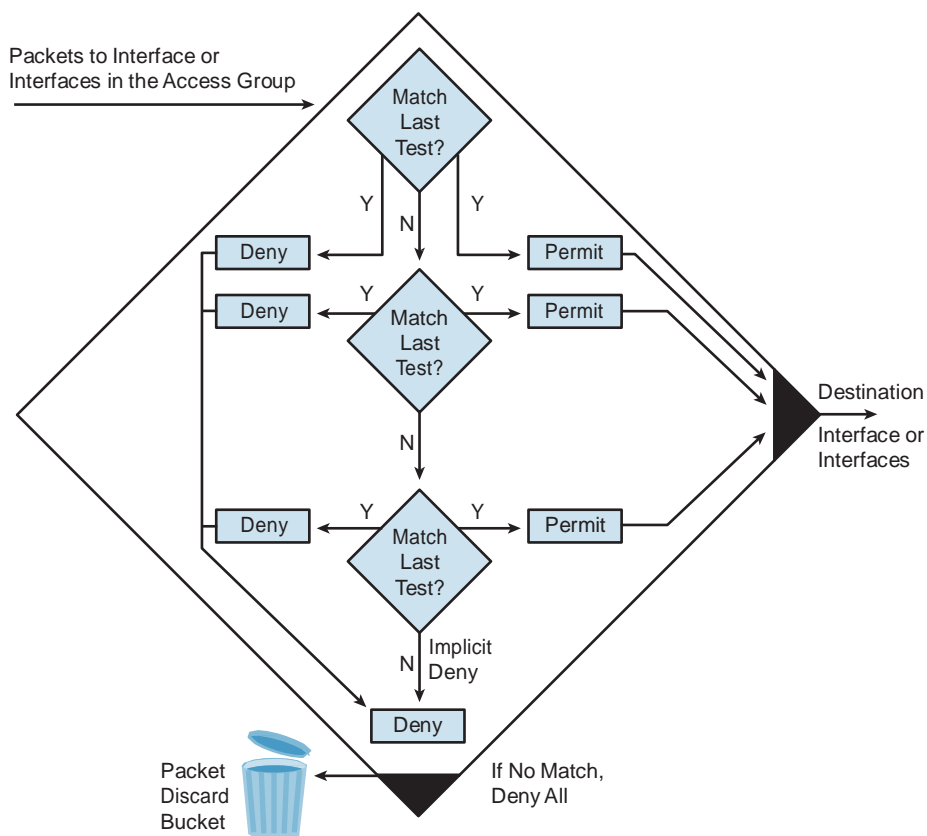 Packets to Interface or
Interfaces in the Access Group
Match
Last
Test?
Y
N
Y
Deny
Permit
Deny
Y
Match
Last
Test?
Y
Permit
Destination
Interface or
Interfaces
N
Deny
Y
Match
Last
Test?
Y
Permit
N
Implicit
Deny
Deny
Packet
Discard
Bucket
If No Match,
Deny All